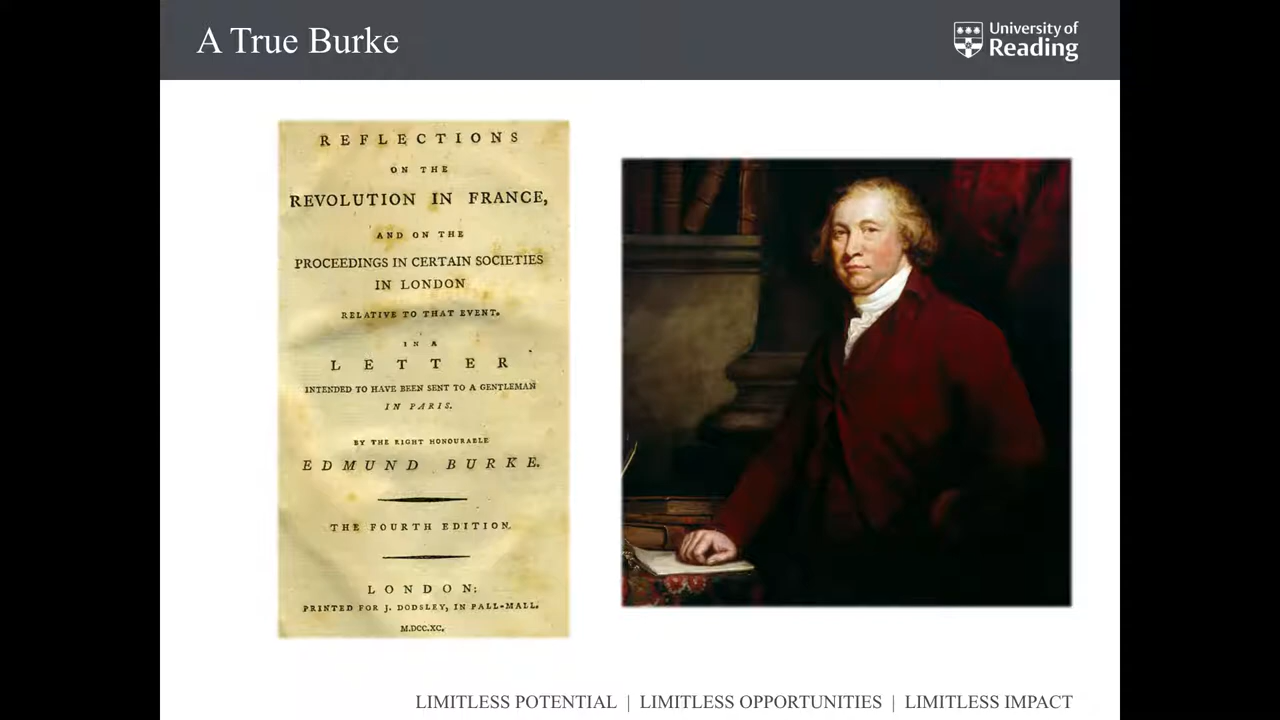 A True Burke
University of
Reading
REFLECTIONS
ON THE
REVOLUTION IN FRANCE,
AND ON THE
PROCEEDINGS IN CERTAIN SOCIETIES
IN LONDON
RELATIVE TO THAT EVENT.
IN A
LETTER
INTENDED TO HAVE BEEN SENT TO A GENTLEMAN
IN PARIS.
BY THE RIGHT HONOURABLE
EDMUND BURKE.
THE FOURTH EDITION.
LONDON:
PRINTED FOR J. DODSLEY, IN PALL-MALL.
M.DCC.XC.
LIMITLESS POTENTIAL | LIMITLESS OPPORTUNITIES | LIMITLESS IMPACT